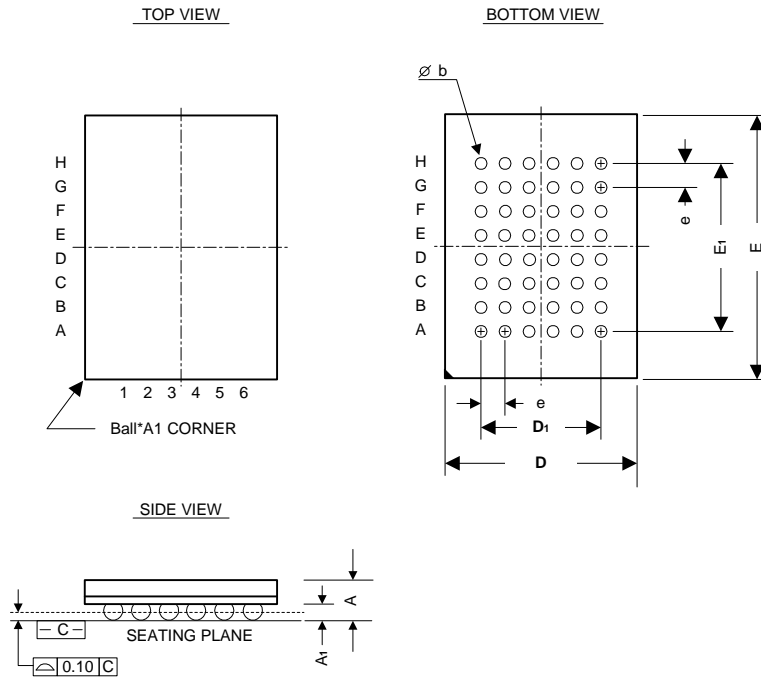 TOP VIEW
BOTTOM VIEW
Ø b
H
G
F
E
D
C
B
A
1 2 3 4 5 6
Ball*A1 CORNER
H
G
F
E
D
C
B
A
e
E1
E
e
D1
D
SIDE VIEW
A
A1
– C –
SEATING PLANE
⌓ 0.10 C